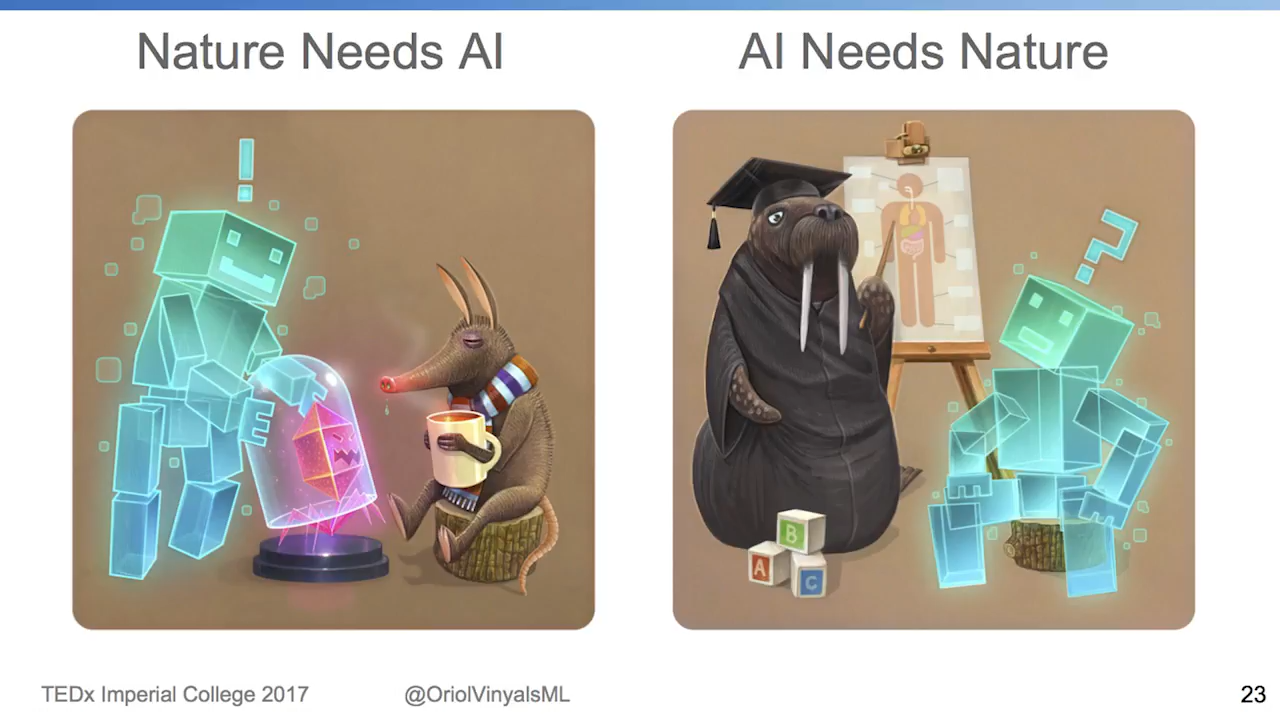 Nature Needs AI
AI Needs Nature
!
?
B
A
C
TEDx Imperial College 2017
@OriolVinyalsML
23